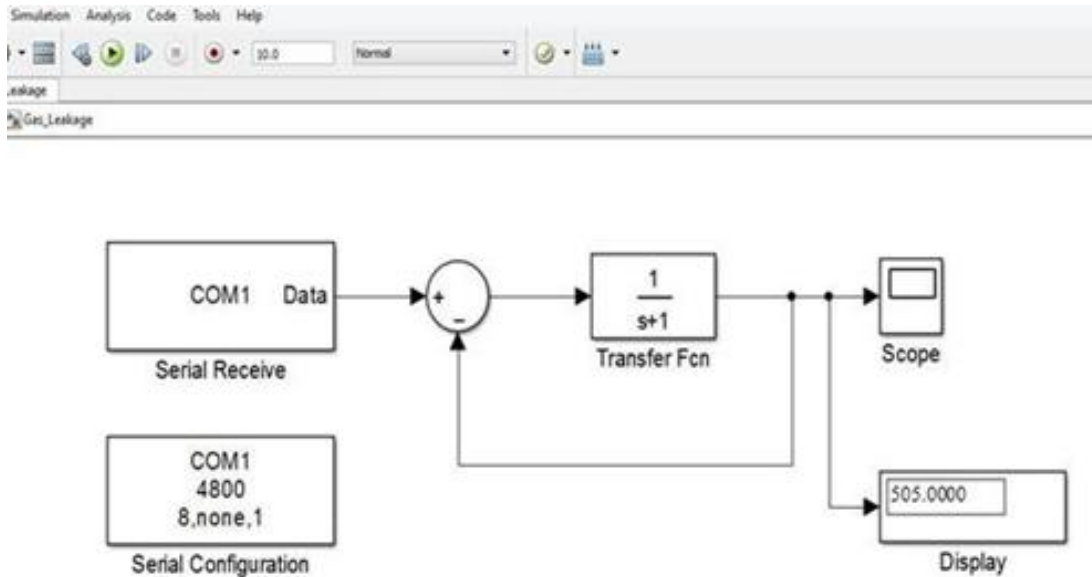 Simulation Analysis Code Tools Help
10.0 Normal
Leakage
Gas_Leakage
COM1 Data
+
−
1
s+1
Serial Receive
Transfer Fcn
Scope
COM1
4800
8,none,1
Serial Configuration
505.0000
Display